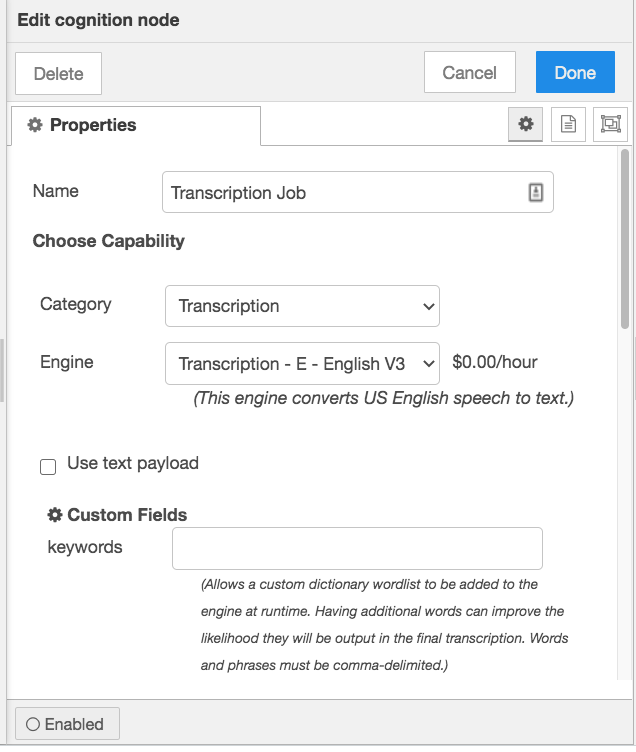 Edit cognition node
Delete
Cancel
Done
Properties
Name
Transcription Job
Choose Capability
Category
Transcription
Engine
Transcription - E - English V3
$0.00/hour
(This engine converts US English speech to text.)
Use text payload
Custom Fields
keywords
(Allows a custom dictionary wordlist to be added to the
engine at runtime. Having additional words can improve the
likelihood they will be output in the final transcription. Words
and phrases must be comma-delimited.)
Enabled